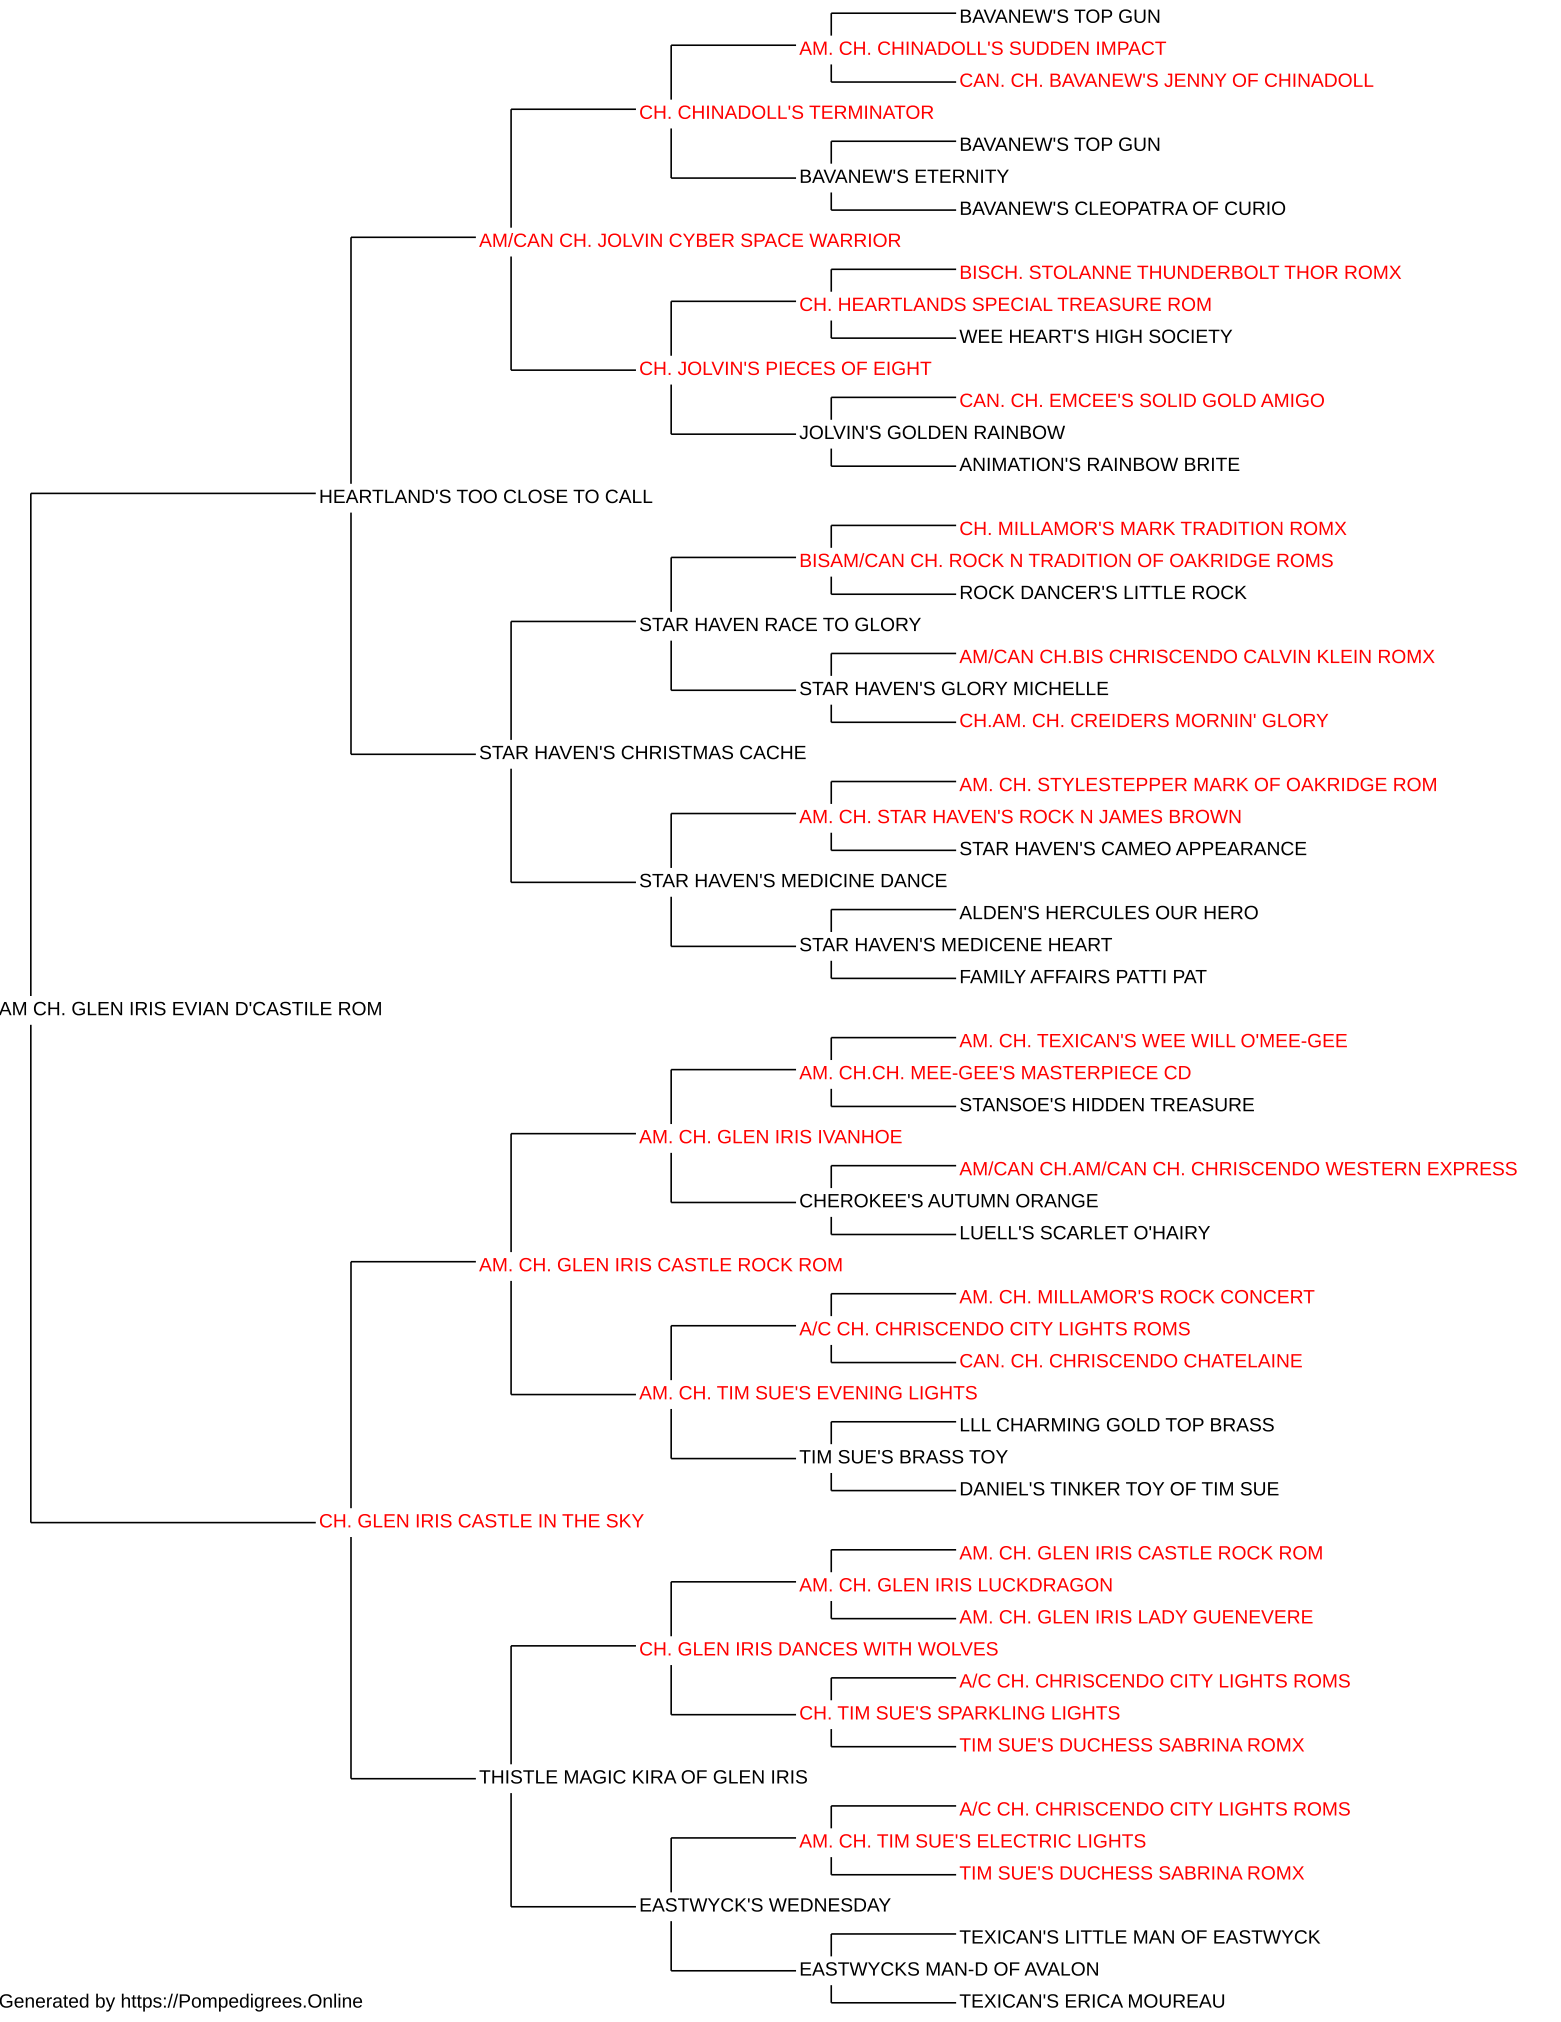 BAVANEW'S TOP GUN
AM. CH. CHINADOLL'S SUDDEN IMPACT
CAN. CH. BAVANEW'S JENNY OF CHINADOLL
CH. CHINADOLL'S TERMINATOR
BAVANEW'S TOP GUN
BAVANEW'S ETERNITY
BAVANEW'S CLEOPATRA OF CURIO
AM/CAN CH. JOLVIN CYBER SPACE WARRIOR
BISCH. STOLANNE THUNDERBOLT THOR ROMX
CH. HEARTLANDS SPECIAL TREASURE ROM
WEE HEART'S HIGH SOCIETY
CH. JOLVIN'S PIECES OF EIGHT
CAN. CH. EMCEE'S SOLID GOLD AMIGO
JOLVIN'S GOLDEN RAINBOW
ANIMATION'S RAINBOW BRITE
HEARTLAND'S TOO CLOSE TO CALL
CH. MILLAMOR'S MARK TRADITION ROMX
BISAM/CAN CH. ROCK N TRADITION OF OAKRIDGE ROMS
ROCK DANCER'S LITTLE ROCK
STAR HAVEN RACE TO GLORY
AM/CAN CH.BIS CHRISCENDO CALVIN KLEIN ROMX
STAR HAVEN'S GLORY MICHELLE
CH.AM. CH. CREIDERS MORNIN' GLORY
STAR HAVEN'S CHRISTMAS CACHE
AM. CH. STYLESTEPPER MARK OF OAKRIDGE ROM
AM. CH. STAR HAVEN'S ROCK N JAMES BROWN
STAR HAVEN'S CAMEO APPEARANCE
STAR HAVEN'S MEDICINE DANCE
ALDEN'S HERCULES OUR HERO
STAR HAVEN'S MEDICENE HEART
FAMILY AFFAIRS PATTI PAT
AM CH. GLEN IRIS EVIAN D'CASTILE ROM
AM. CH. TEXICAN'S WEE WILL O'MEE-GEE
AM. CH.CH. MEE-GEE'S MASTERPIECE CD
STANSOE'S HIDDEN TREASURE
AM. CH. GLEN IRIS IVANHOE
AM/CAN CH.AM/CAN CH. CHRISCENDO WESTERN EXPRESS
CHEROKEE'S AUTUMN ORANGE
LUELL'S SCARLET O'HAIRY
AM. CH. GLEN IRIS CASTLE ROCK ROM
AM. CH. MILLAMOR'S ROCK CONCERT
A/C CH. CHRISCENDO CITY LIGHTS ROMS
CAN. CH. CHRISCENDO CHATELAINE
AM. CH. TIM SUE'S EVENING LIGHTS
LLL CHARMING GOLD TOP BRASS
TIM SUE'S BRASS TOY
DANIEL'S TINKER TOY OF TIM SUE
CH. GLEN IRIS CASTLE IN THE SKY
AM. CH. GLEN IRIS CASTLE ROCK ROM
AM. CH. GLEN IRIS LUCKDRAGON
AM. CH. GLEN IRIS LADY GUENEVERE
CH. GLEN IRIS DANCES WITH WOLVES
A/C CH. CHRISCENDO CITY LIGHTS ROMS
CH. TIM SUE'S SPARKLING LIGHTS
TIM SUE'S DUCHESS SABRINA ROMX
THISTLE MAGIC KIRA OF GLEN IRIS
A/C CH. CHRISCENDO CITY LIGHTS ROMS
AM. CH. TIM SUE'S ELECTRIC LIGHTS
TIM SUE'S DUCHESS SABRINA ROMX
EASTWYCK'S WEDNESDAY
TEXICAN'S LITTLE MAN OF EASTWYCK
EASTWYCKS MAN-D OF AVALON
TEXICAN'S ERICA MOUREAU
Generated by https://Pompedigrees.Online